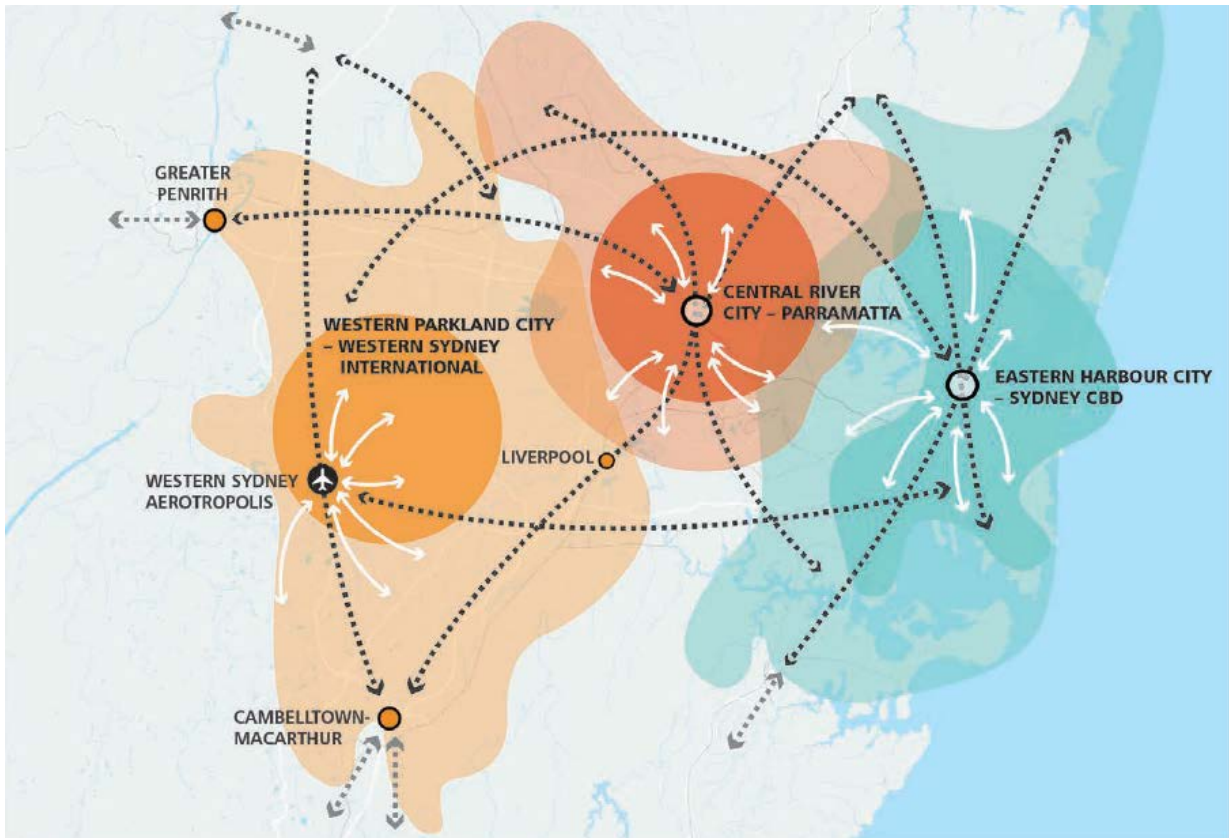 GREATER
PENRITH
WESTERN PARKLAND CITY
– WESTERN SYDNEY
INTERNATIONAL
CENTRAL RIVER
CITY – PARRAMATTA
EASTERN HARBOUR CITY
– SYDNEY CBD
LIVERPOOL
WESTERN SYDNEY
AEROTROPOLIS
CAMBELLTOWN-
MACARTHUR